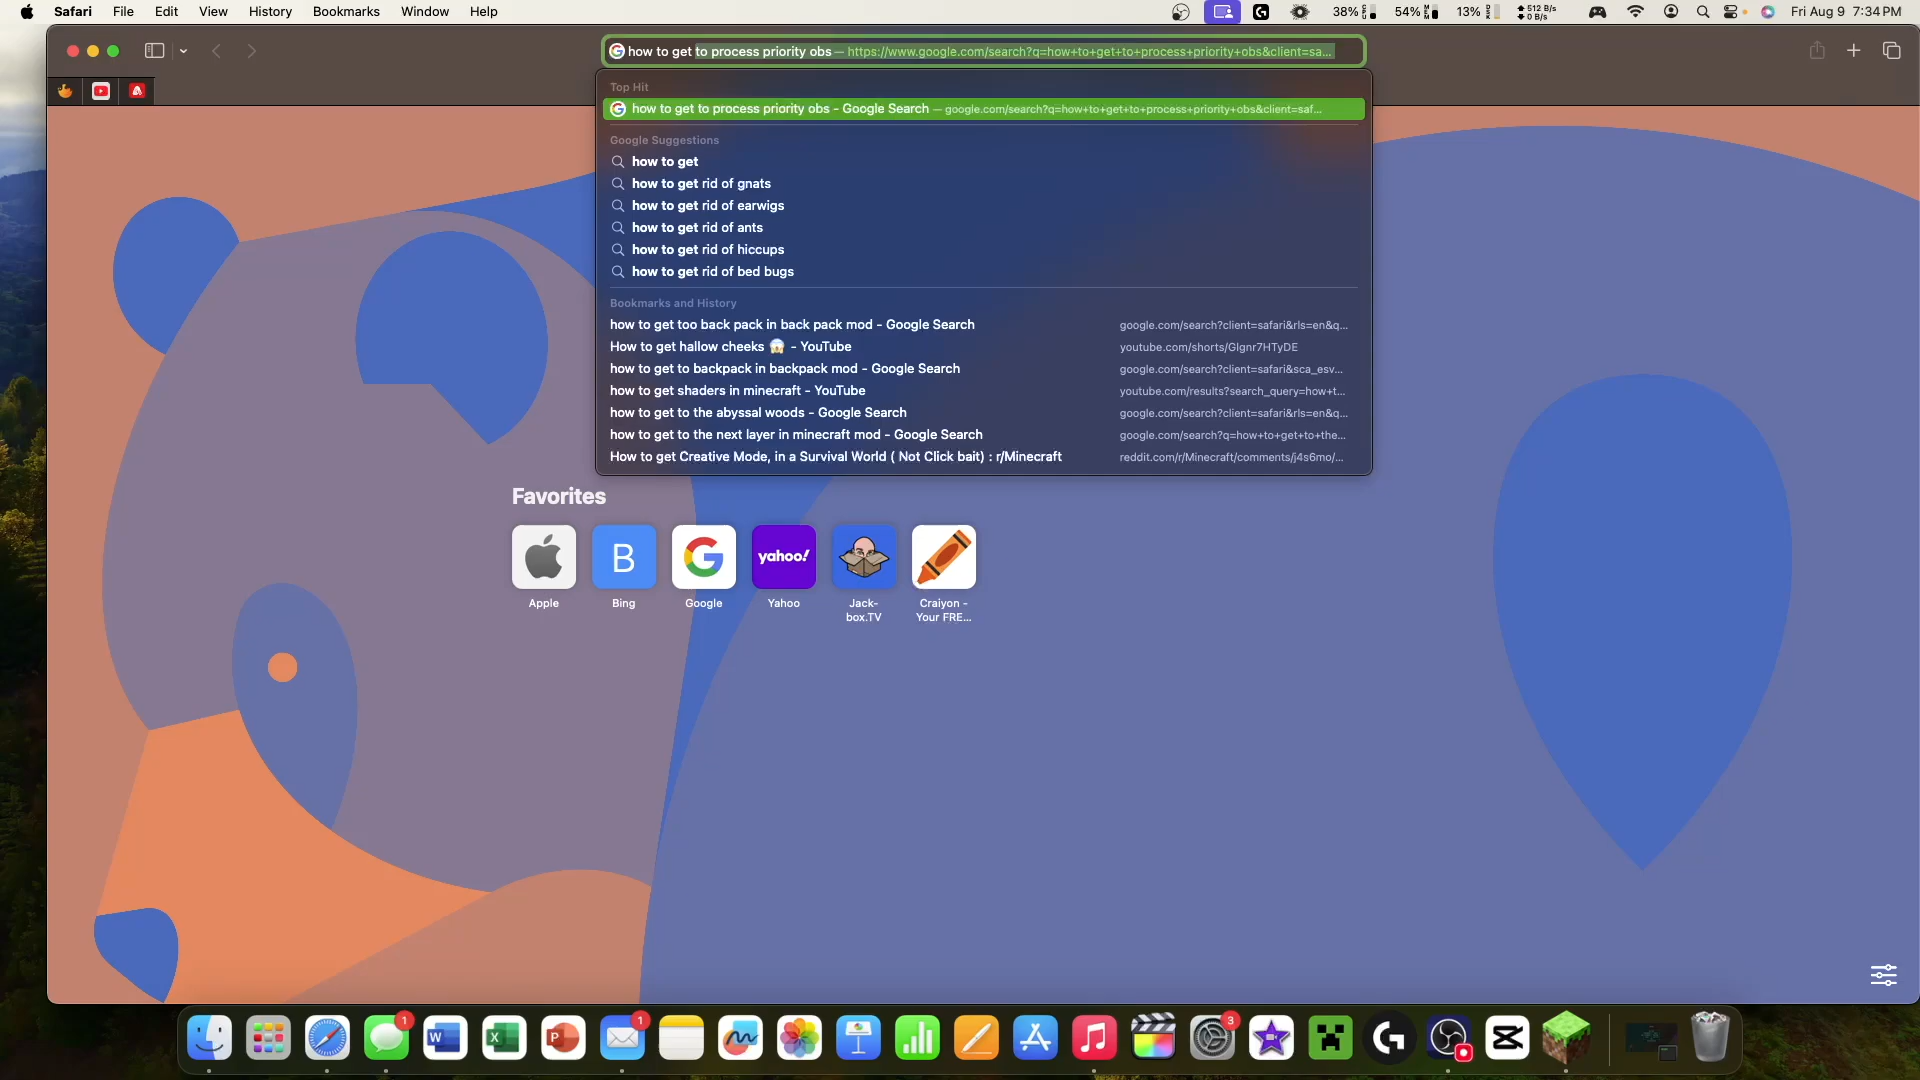 Safari File Edit View History Bookmarks Window Help 38% 54% 13% 512 B/s 0 B/s Fri Aug 9 7:34 PM
how to get to process priority obs — https://www.google.com/search?q=how+to+get+to+process+priority+obs&client=sa...
Top Hit
how to get to process priority obs - Google Search — google.com/search?q=how+to+get+to+process+priority+obs&client=saf...
Google Suggestions
how to get
how to get rid of gnats
how to get rid of earwigs
how to get rid of ants
how to get rid of hiccups
how to get rid of bed bugs
Bookmarks and History
how to get too back pack in back pack mod - Google Search google.com/search?client=safari&rls=en&q...
How to get hallow cheeks 😱 - YouTube youtube.com/shorts/GIgnr7HTyDE
how to get to backpack in backpack mod - Google Search google.com/search?client=safari&sca_esv...
how to get shaders in minecraft - YouTube youtube.com/results?search_query=how+t...
how to get to the abyssal woods - Google Search google.com/search?client=safari&rls=en&q...
how to get to the next layer in minecraft mod - Google Search google.com/search?q=how+to+get+to+the...
How to get Creative Mode, in a Survival World ( Not Click bait) : r/Minecraft reddit.com/r/Minecraft/comments/j4s6mo/...
Favorites
B yahoo!
Apple Bing Google Yahoo Jack-box.TV Craiyon - Your FRE...
1 1 3